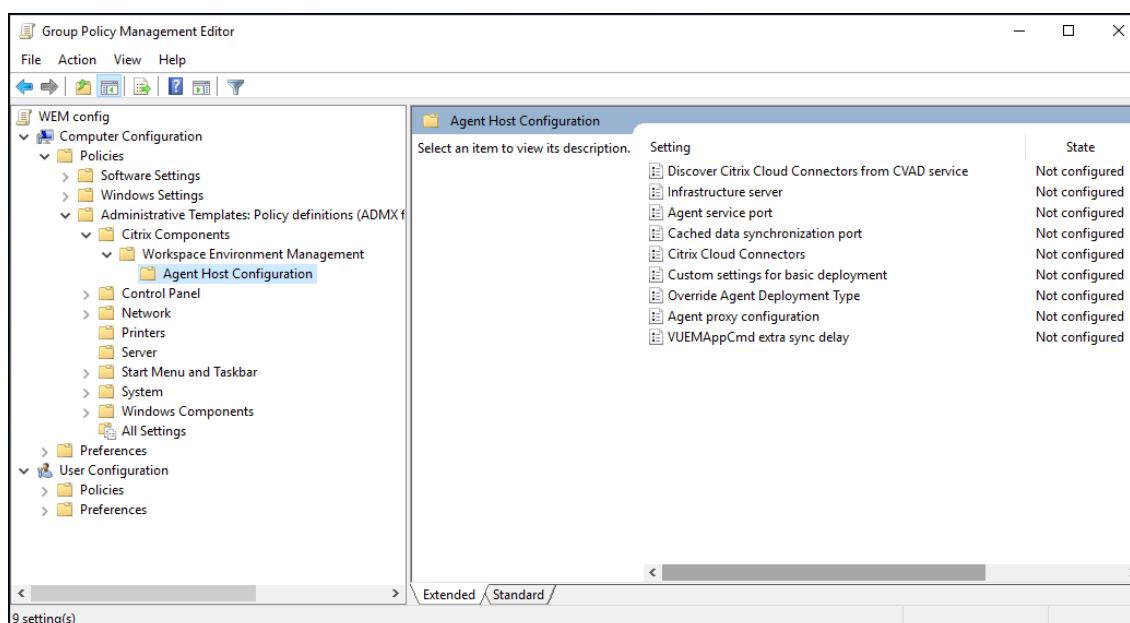 Group Policy Management Editor
File Action View Help
WEM config
Computer Configuration
Policies
Software Settings
Windows Settings
Administrative Templates: Policy definitions (ADMX f
Citrix Components
Workspace Environment Management
Agent Host Configuration
Control Panel
Network
Printers
Server
Start Menu and Taskbar
System
Windows Components
All Settings
Preferences
User Configuration
Policies
Preferences
Agent Host Configuration
Select an item to view its description.
Setting State
Discover Citrix Cloud Connectors from CVAD service Not configured
Infrastructure server Not configured
Agent service port Not configured
Cached data synchronization port Not configured
Citrix Cloud Connectors Not configured
Custom settings for basic deployment Not configured
Override Agent Deployment Type Not configured
Agent proxy configuration Not configured
VUEMAppCmd extra sync delay Not configured
Extended Standard
9 setting(s)